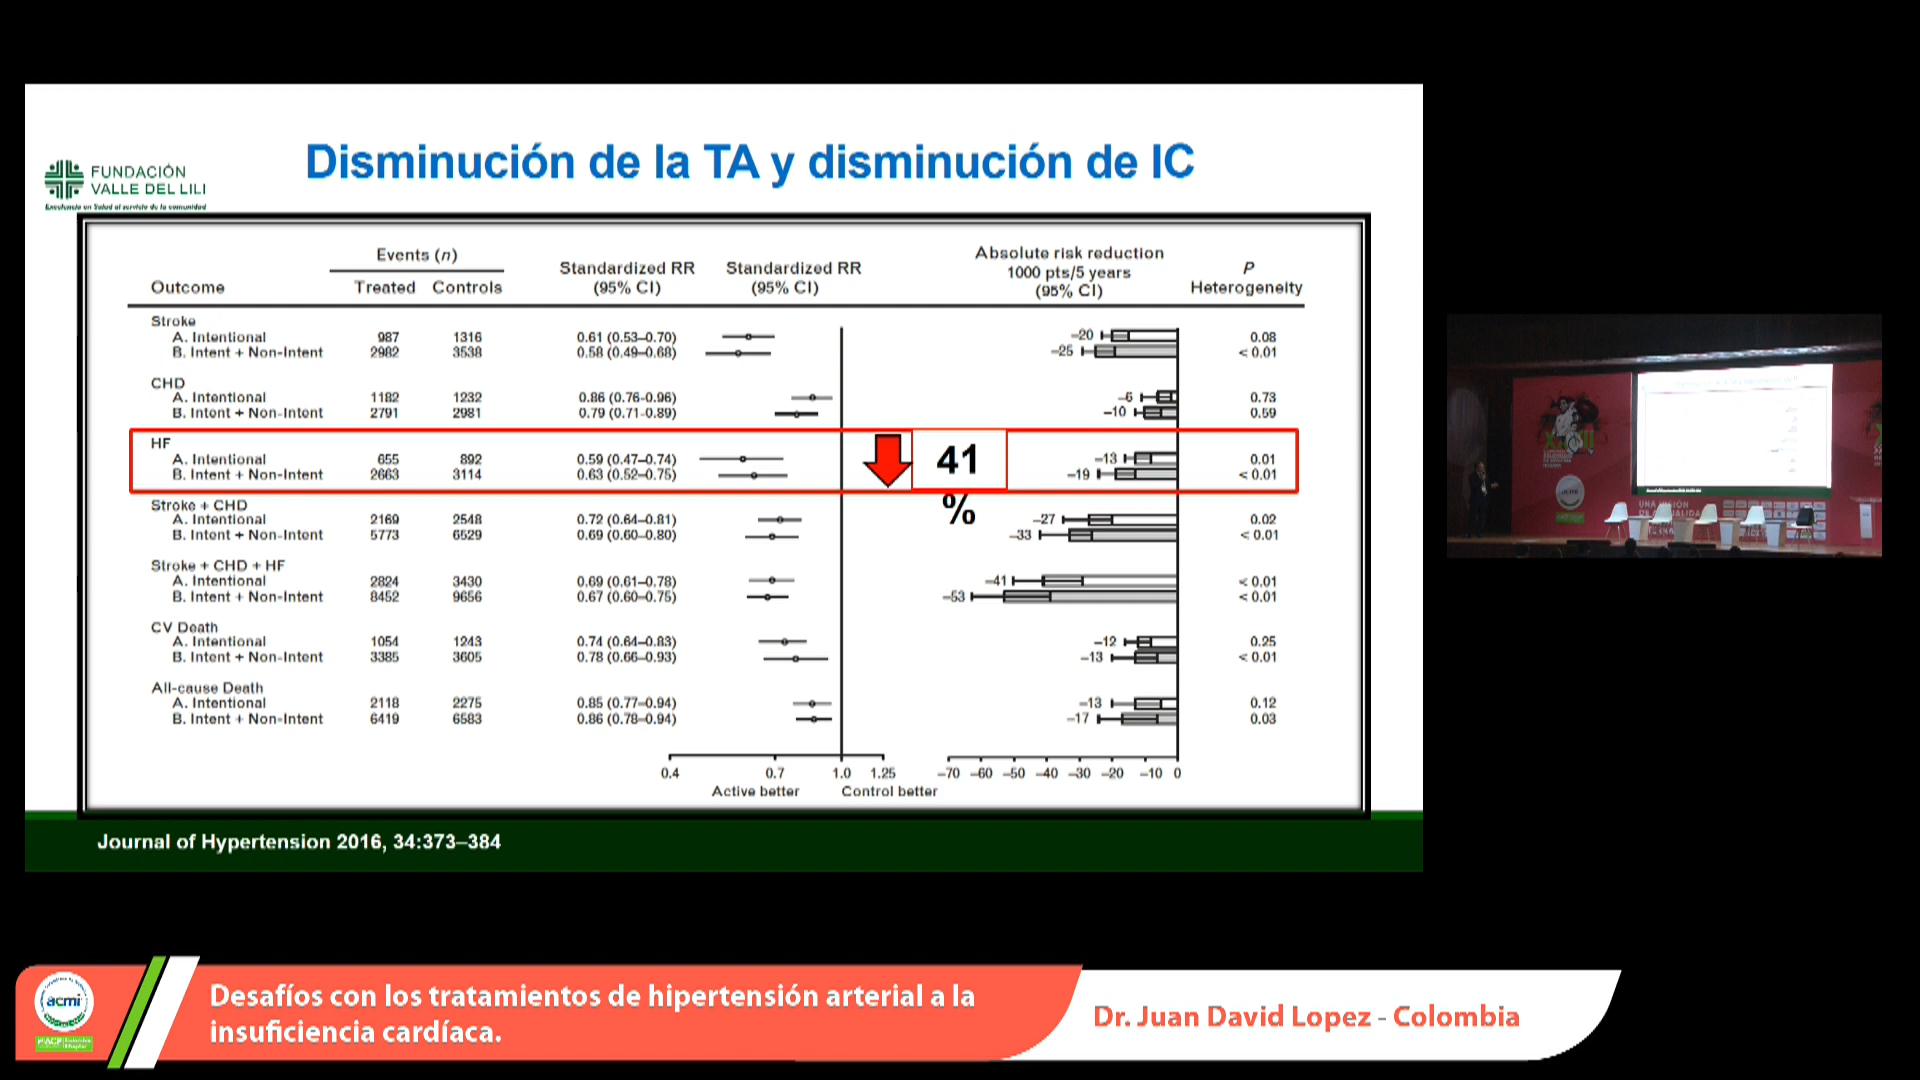 FUNDACIÓN
VALLE DEL LILI
Excelencia en Salud al servicio de la comunidad
Disminución de la TA y disminución de IC
Events (n)
Outcome Treated Controls Standardized RR (95% CI) Standardized RR (95% CI) Absolute risk reduction 1000 pts/5 years (95% CI) P Heterogeneity
Stroke
A. Intentional 987 1316 0.61 (0.53–0.70) –20 0.08
B. Intent + Non-Intent 2982 3538 0.58 (0.49–0.68) –25 < 0.01
CHD
A. Intentional 1182 1232 0.86 (0.76-0.96) –6 0.73
B. Intent + Non-Intent 2791 2981 0.79 (0.71-0.89) –10 0.59
HF
A. Intentional 655 892 0.59 (0.47–0.74) –13 0.01
B. Intent + Non-Intent 2663 3114 0.63 (0.52–0.75) –19 < 0.01
41
%
Stroke + CHD
A. Intentional 2169 2548 0.72 (0.64–0.81) –27 0.02
B. Intent + Non-Intent 5773 6529 0.69 (0.60–0.80) –33 < 0.01
Stroke + CHD + HF
A. Intentional 2824 3430 0.69 (0.61–0.78) –41 < 0.01
B. Intent + Non-Intent 8452 9656 0.67 (0.60–0.75) –53 < 0.01
CV Death
A. Intentional 1054 1243 0.74 (0.64–0.83) –12 0.25
B. Intent + Non-Intent 3385 3605 0.78 (0.66–0.93) –13 < 0.01
All-cause Death
A. Intentional 2118 2275 0.85 (0.77–0.94) –13 0.12
B. Intent + Non-Intent 6419 6583 0.86 (0.78–0.94) –17 0.03
0.4 0.7 1.0 1.25 –70 –60 –50 –40 –30 –20 –10 0
Active better Control better
Journal of Hypertension 2016, 34:373–384
acmi
Desafíos con los tratamientos de hipertensión arterial a la
insuficiencia cardíaca.
Dr. Juan David Lopez - Colombia